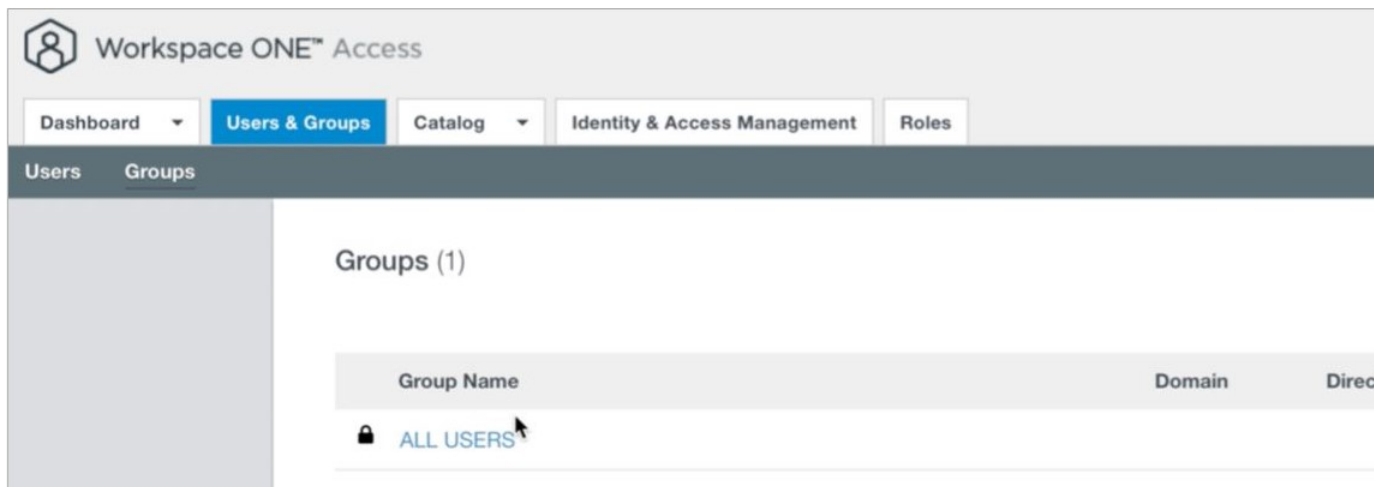 Workspace ONE™ Access
Dashboard Users & Groups Catalog Identity & Access Management Roles
Users Groups
Groups (1)
Group Name Domain Direc
ALL USERS